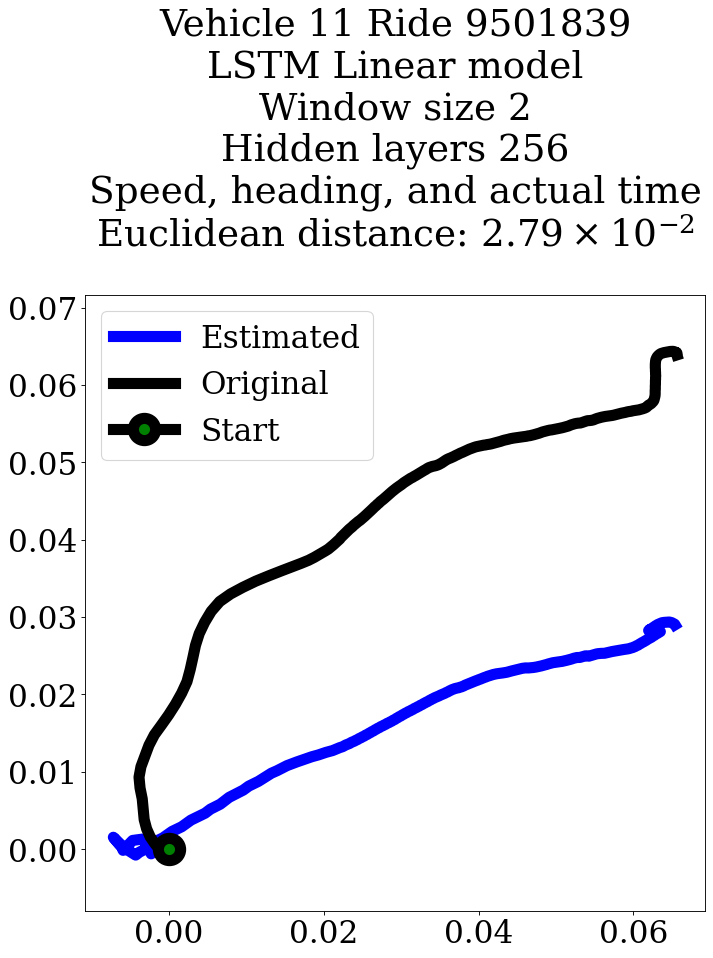 Vehicle 11 Ride 9501839
LSTM Linear model
Window size 2
Hidden layers 256
Speed, heading, and actual time
Euclidean distance: $2.79 \times 10^{-2}$
Estimated
Original
Start
0.07
0.06
0.05
0.04
0.03
0.02
0.01
0.00
0.00 0.02 0.04 0.06